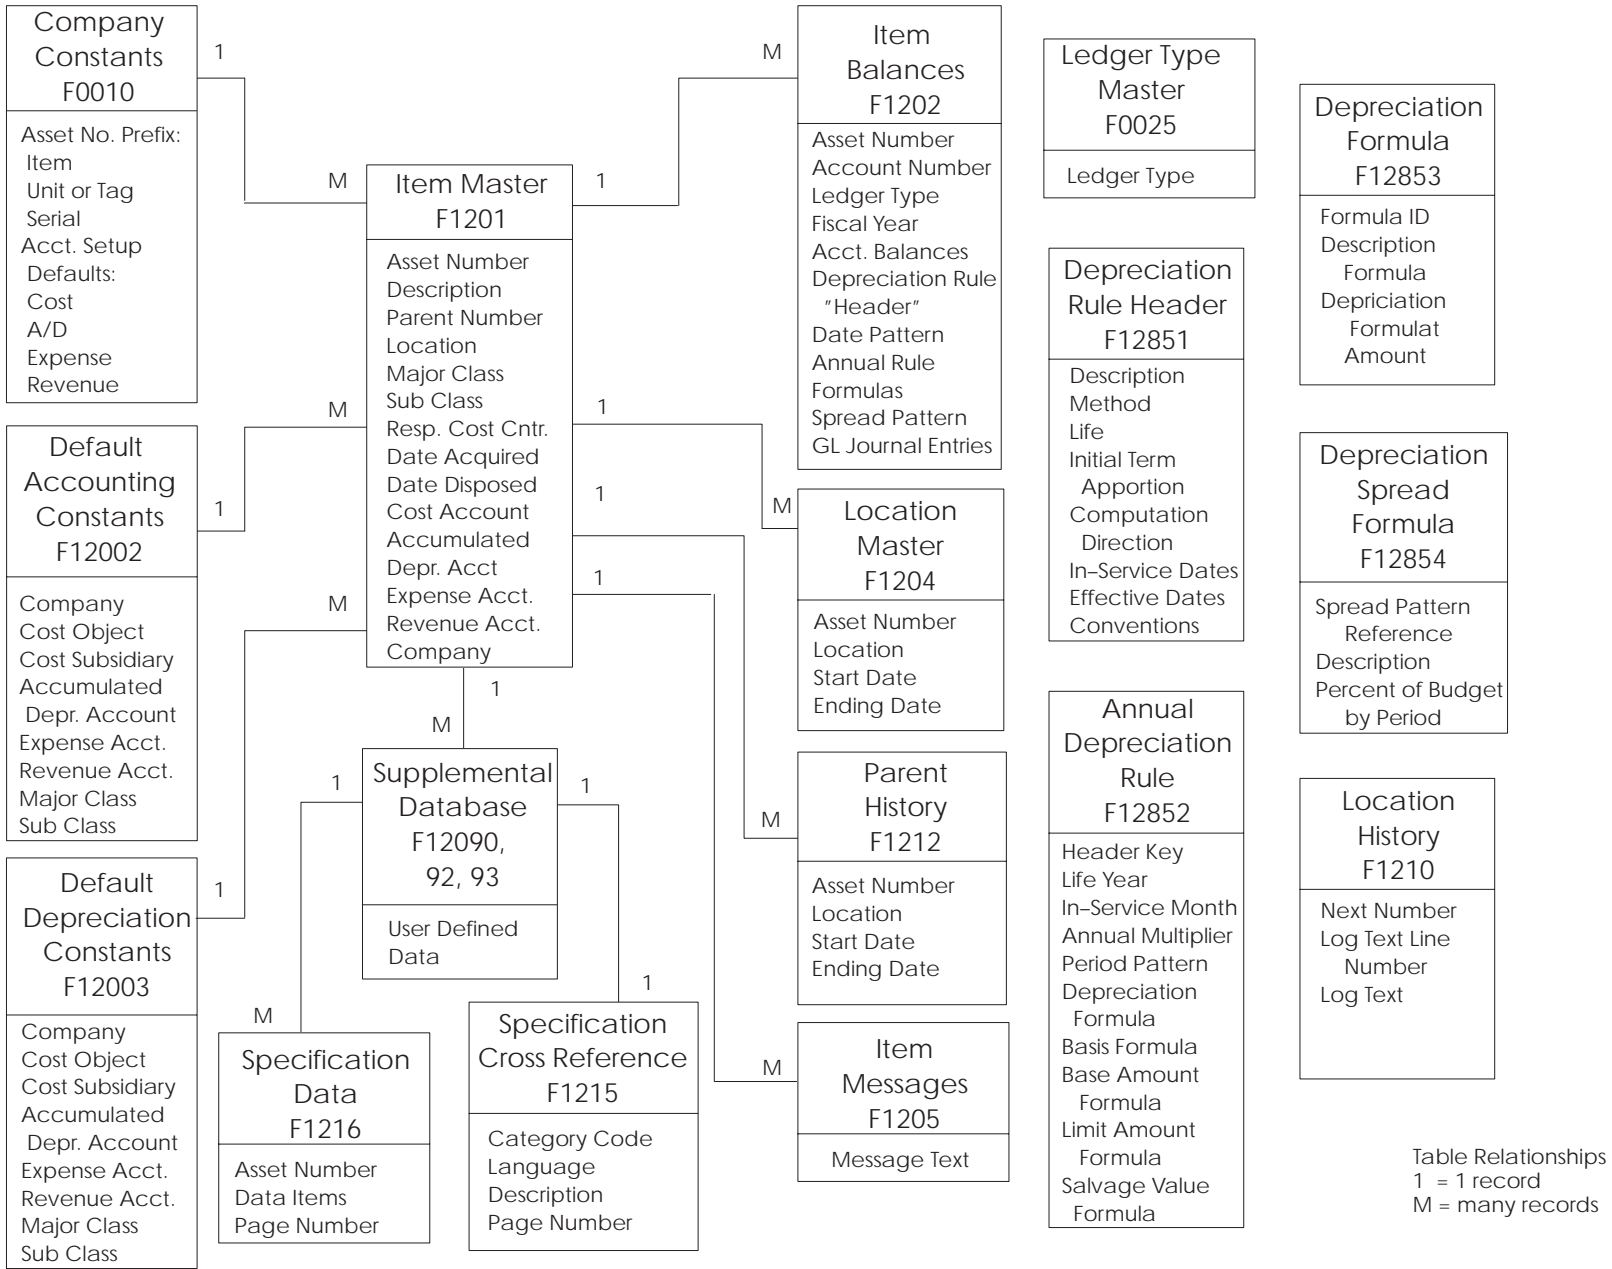 Company
Constants
F0010
Asset No. Prefix:
Item
Unit or Tag
Serial
Acct. Setup
Defaults:
Cost
A/D
Expense
Revenue
1
M
Default
Accounting
Constants
F12002
Company
Cost Object
Cost Subsidiary
Accumulated
Depr. Account
Expense Acct.
Revenue Acct.
Major Class
Sub Class
1
M
Default
Depreciation
Constants
F12003
Company
Cost Object
Cost Subsidiary
Accumulated
Depr. Account
Expense Acct.
Revenue Acct.
Major Class
Sub Class
1
M
Item Master
F1201
Asset Number
Description
Parent Number
Location
Major Class
Sub Class
Resp. Cost Cntr.
Date Acquired
Date Disposed
Cost Account
Accumulated
Depr. Acct
Expense Acct.
Revenue Acct.
Company
1
M
Supplemental
Database
F12090,
92, 93
User Defined
Data
1
M
Specification
Data
F1216
Asset Number
Data Items
Page Number
1
1
Specification
Cross Reference
F1215
Category Code
Language
Description
Page Number
1
M
Item
Balances
F1202
Asset Number
Account Number
Ledger Type
Fiscal Year
Acct. Balances
Depreciation Rule
"Header"
Date Pattern
Annual Rule
Formulas
Spread Pattern
GL Journal Entries
1
M
Location
Master
F1204
Asset Number
Location
Start Date
Ending Date
1
M
Parent
History
F1212
Asset Number
Location
Start Date
Ending Date
1
M
Item
Messages
F1205
Message Text
Ledger Type
Master
F0025
Ledger Type
Depreciation
Rule Header
F12851
Description
Method
Life
Initial Term
Apportion
Computation
Direction
In–Service Dates
Effective Dates
Conventions
Annual
Depreciation
Rule
F12852
Header Key
Life Year
In–Service Month
Annual Multiplier
Period Pattern
Depreciation
Formula
Basis Formula
Base Amount
Formula
Limit Amount
Formula
Salvage Value
Formula
Depreciation
Formula
F12853
Formula ID
Description
Formula
Depriciation
Formulat
Amount
Depreciation
Spread
Formula
F12854
Spread Pattern
Reference
Description
Percent of Budget
by Period
Location
History
F1210
Next Number
Log Text Line
Number
Log Text
Table Relationships
1 = 1 record
M = many records